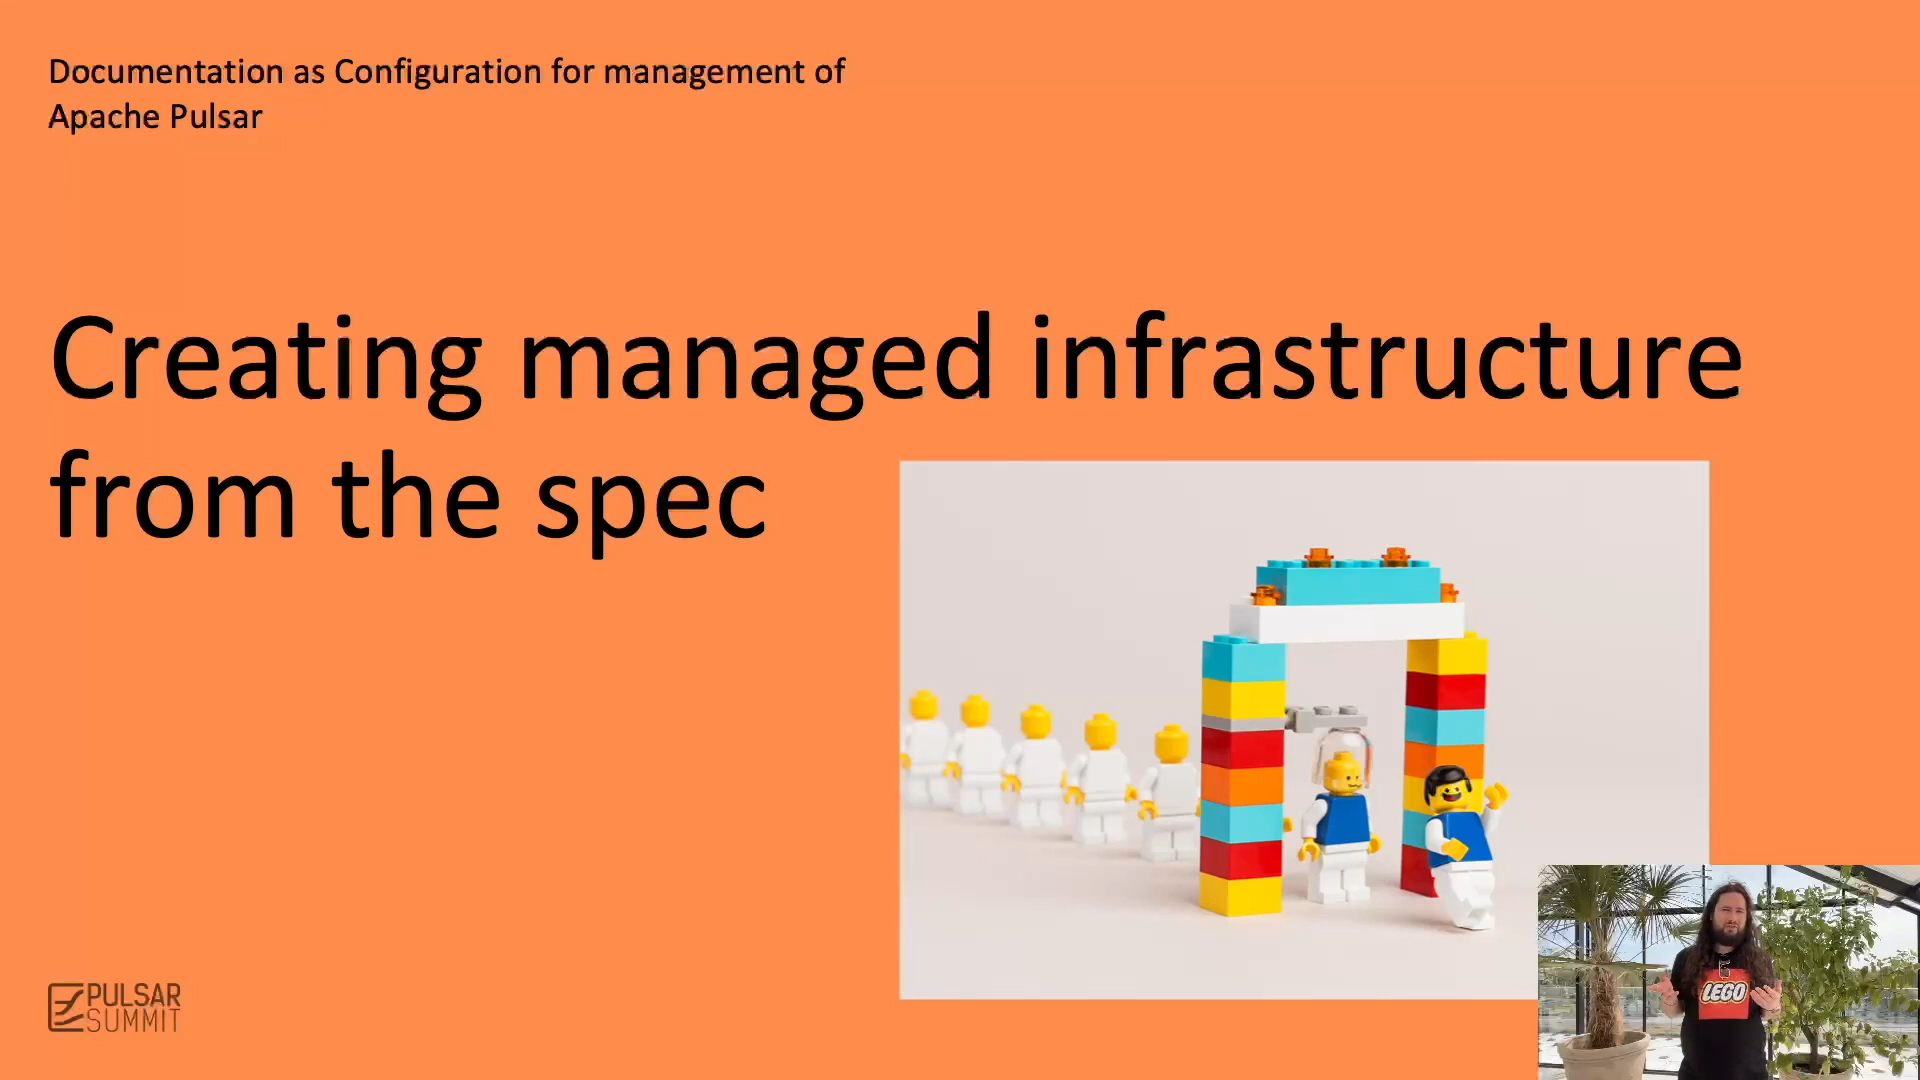 Documentation as Configuration for management of
Apache Pulsar
Creating managed infrastructure
from the spec
PULSAR
SUMMIT
LEGO